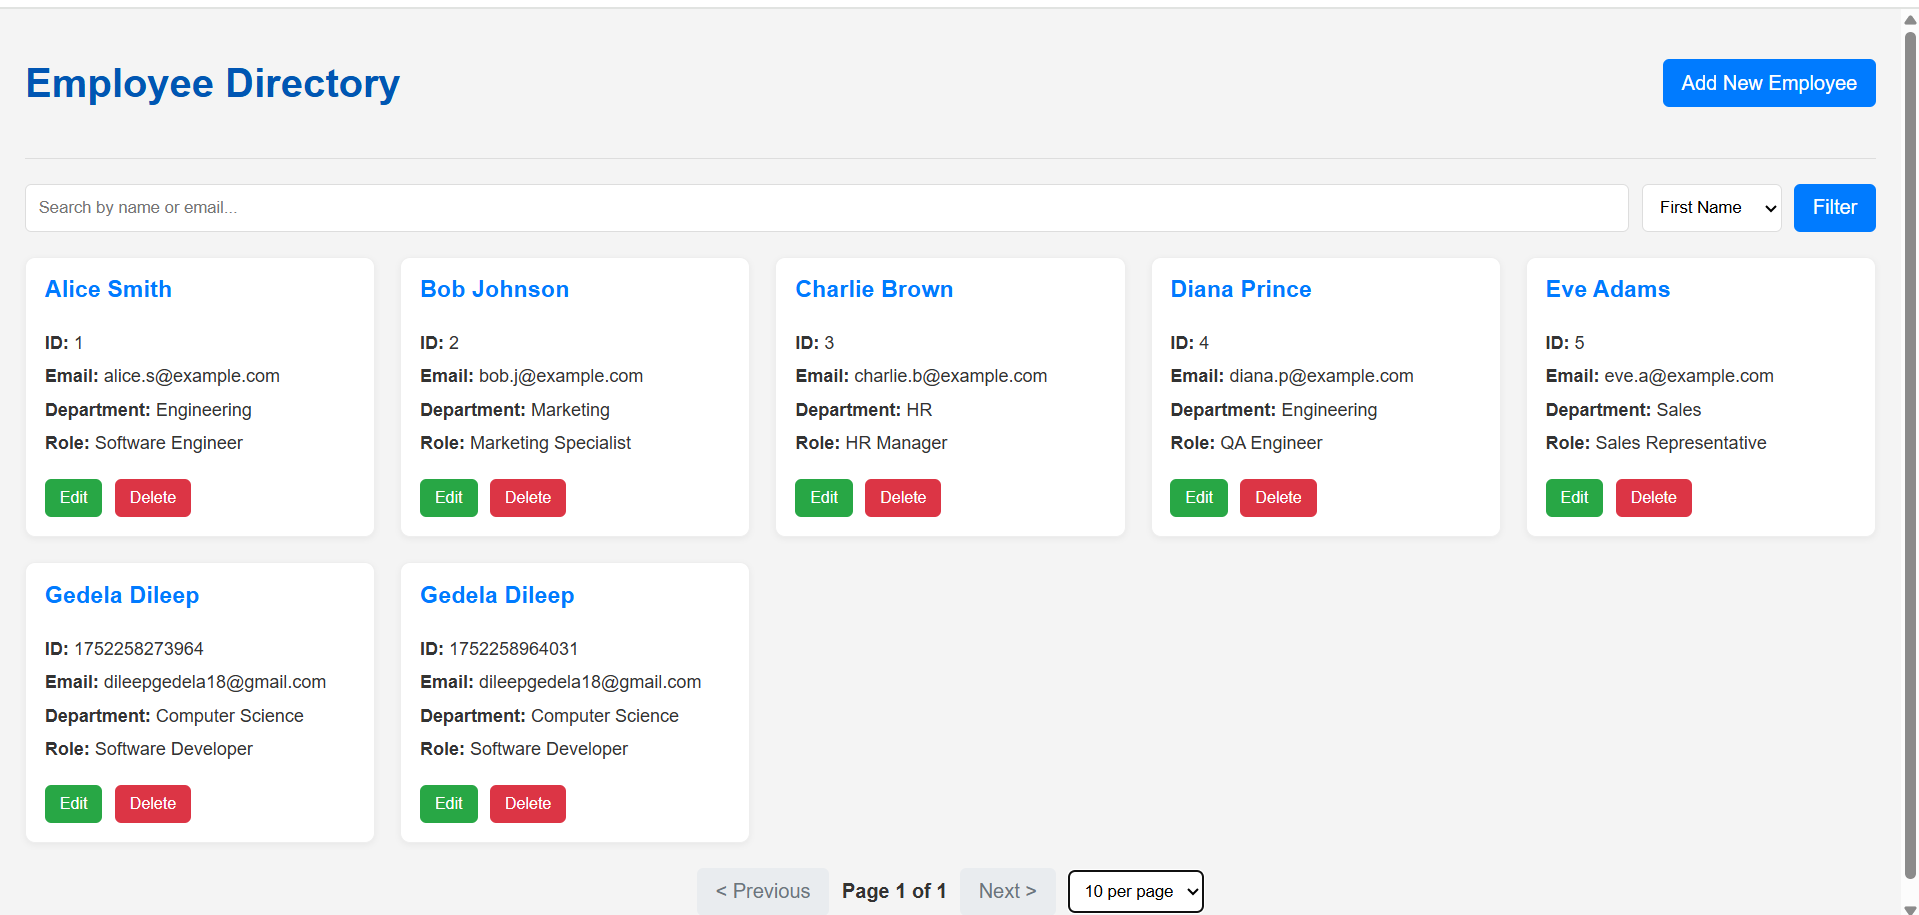 Employee Directory
Add New Employee
Search by name or email...
First Name
Filter
Alice Smith
ID: 1
Email: alice.s@example.com
Department: Engineering
Role: Software Engineer
Edit
Delete
Bob Johnson
ID: 2
Email: bob.j@example.com
Department: Marketing
Role: Marketing Specialist
Edit
Delete
Charlie Brown
ID: 3
Email: charlie.b@example.com
Department: HR
Role: HR Manager
Edit
Delete
Diana Prince
ID: 4
Email: diana.p@example.com
Department: Engineering
Role: QA Engineer
Edit
Delete
Eve Adams
ID: 5
Email: eve.a@example.com
Department: Sales
Role: Sales Representative
Edit
Delete
Gedela Dileep
ID: 1752258273964
Email: dileepgedela18@gmail.com
Department: Computer Science
Role: Software Developer
Edit
Delete
Gedela Dileep
ID: 1752258964031
Email: dileepgedela18@gmail.com
Department: Computer Science
Role: Software Developer
Edit
Delete
< Previous
Page 1 of 1
Next >
10 per page